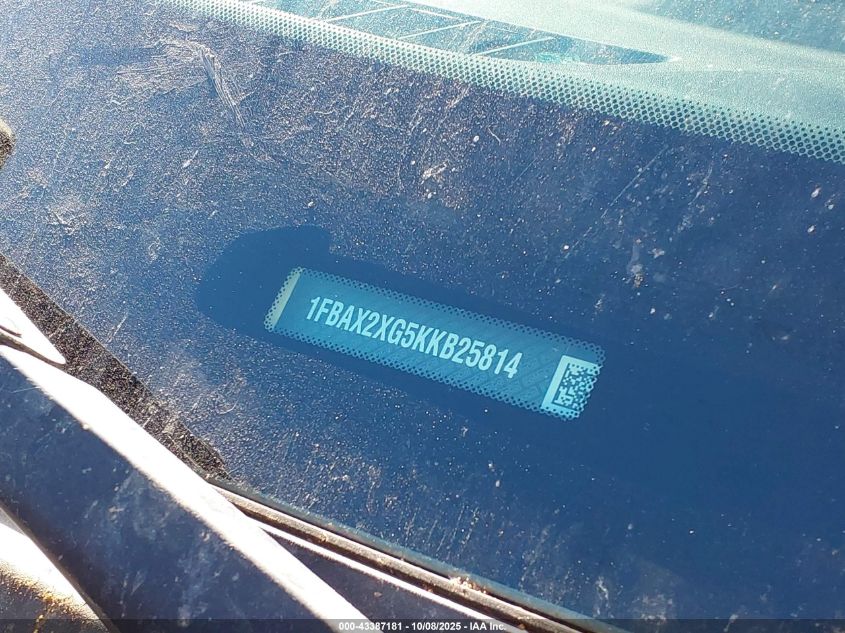 1FBAX2XG5KKB25814
000-43387181 - 10/08/2025 - IAA Inc.